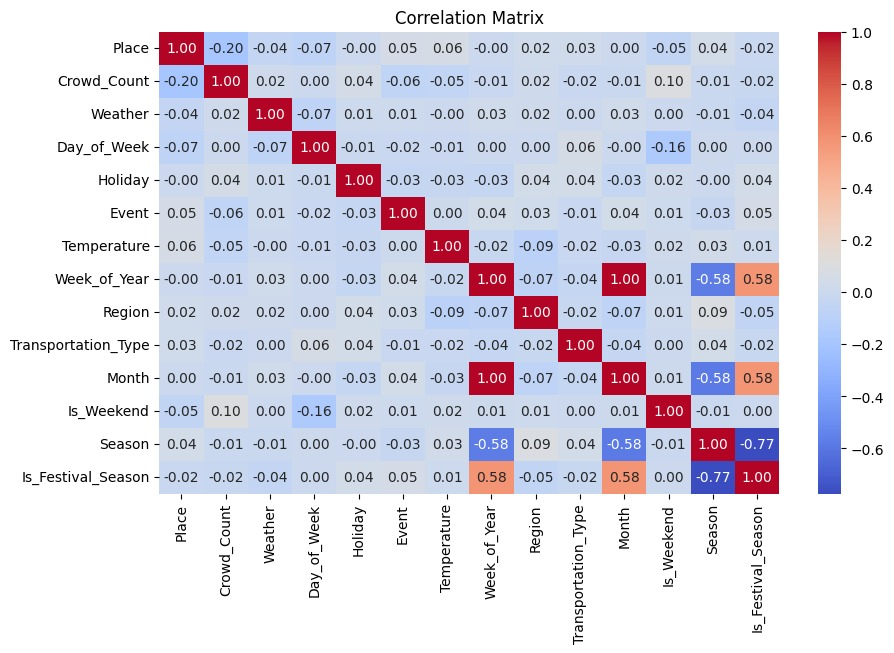 Correlation Matrix
Place 1.00 -0.20 -0.04 -0.07 -0.00 0.05 0.06 -0.00 0.02 0.03 0.00 -0.05 0.04 -0.02
Crowd_Count -0.20 1.00 0.02 0.00 0.04 -0.06 -0.05 -0.01 0.02 -0.02 -0.01 0.10 -0.01 -0.02
Weather -0.04 0.02 1.00 -0.07 0.01 0.01 -0.00 0.03 0.02 0.00 0.03 0.00 -0.01 -0.04
Day_of_Week -0.07 0.00 -0.07 1.00 -0.01 -0.02 -0.01 0.00 0.00 0.06 -0.00 -0.16 0.00 0.00
Holiday -0.00 0.04 0.01 -0.01 1.00 -0.03 -0.03 -0.03 0.04 0.04 -0.03 0.02 -0.00 0.04
Event 0.05 -0.06 0.01 -0.02 -0.03 1.00 0.00 0.04 0.03 -0.01 0.04 0.01 -0.03 0.05
Temperature 0.06 -0.05 -0.00 -0.01 -0.03 0.00 1.00 -0.02 -0.09 -0.02 -0.03 0.02 0.03 0.01
Week_of_Year -0.00 -0.01 0.03 0.00 -0.03 0.04 -0.02 1.00 -0.07 -0.04 1.00 0.01 -0.58 0.58
Region 0.02 0.02 0.02 0.00 0.04 0.03 -0.09 -0.07 1.00 -0.02 -0.07 0.01 0.09 -0.05
Transportation_Type 0.03 -0.02 0.00 0.06 0.04 -0.01 -0.02 -0.04 -0.02 1.00 -0.04 0.00 0.04 -0.02
Month 0.00 -0.01 0.03 -0.00 -0.03 0.04 -0.03 1.00 -0.07 -0.04 1.00 0.01 -0.58 0.58
Is_Weekend -0.05 0.10 0.00 -0.16 0.02 0.01 0.02 0.01 0.01 0.00 0.01 1.00 -0.01 0.00
Season 0.04 -0.01 -0.01 0.00 -0.00 -0.03 0.03 -0.58 0.09 0.04 -0.58 -0.01 1.00 -0.77
Is_Festival_Season -0.02 -0.02 -0.04 0.00 0.04 0.05 0.01 0.58 -0.05 -0.02 0.58 0.00 -0.77 1.00
Place
Crowd_Count
Weather
Day_of_Week
Holiday
Event
Temperature
Week_of_Year
Region
Transportation_Type
Month
Is_Weekend
Season
Is_Festival_Season
1.0
0.8
0.6
0.4
0.2
0.0
−0.2
−0.4
−0.6